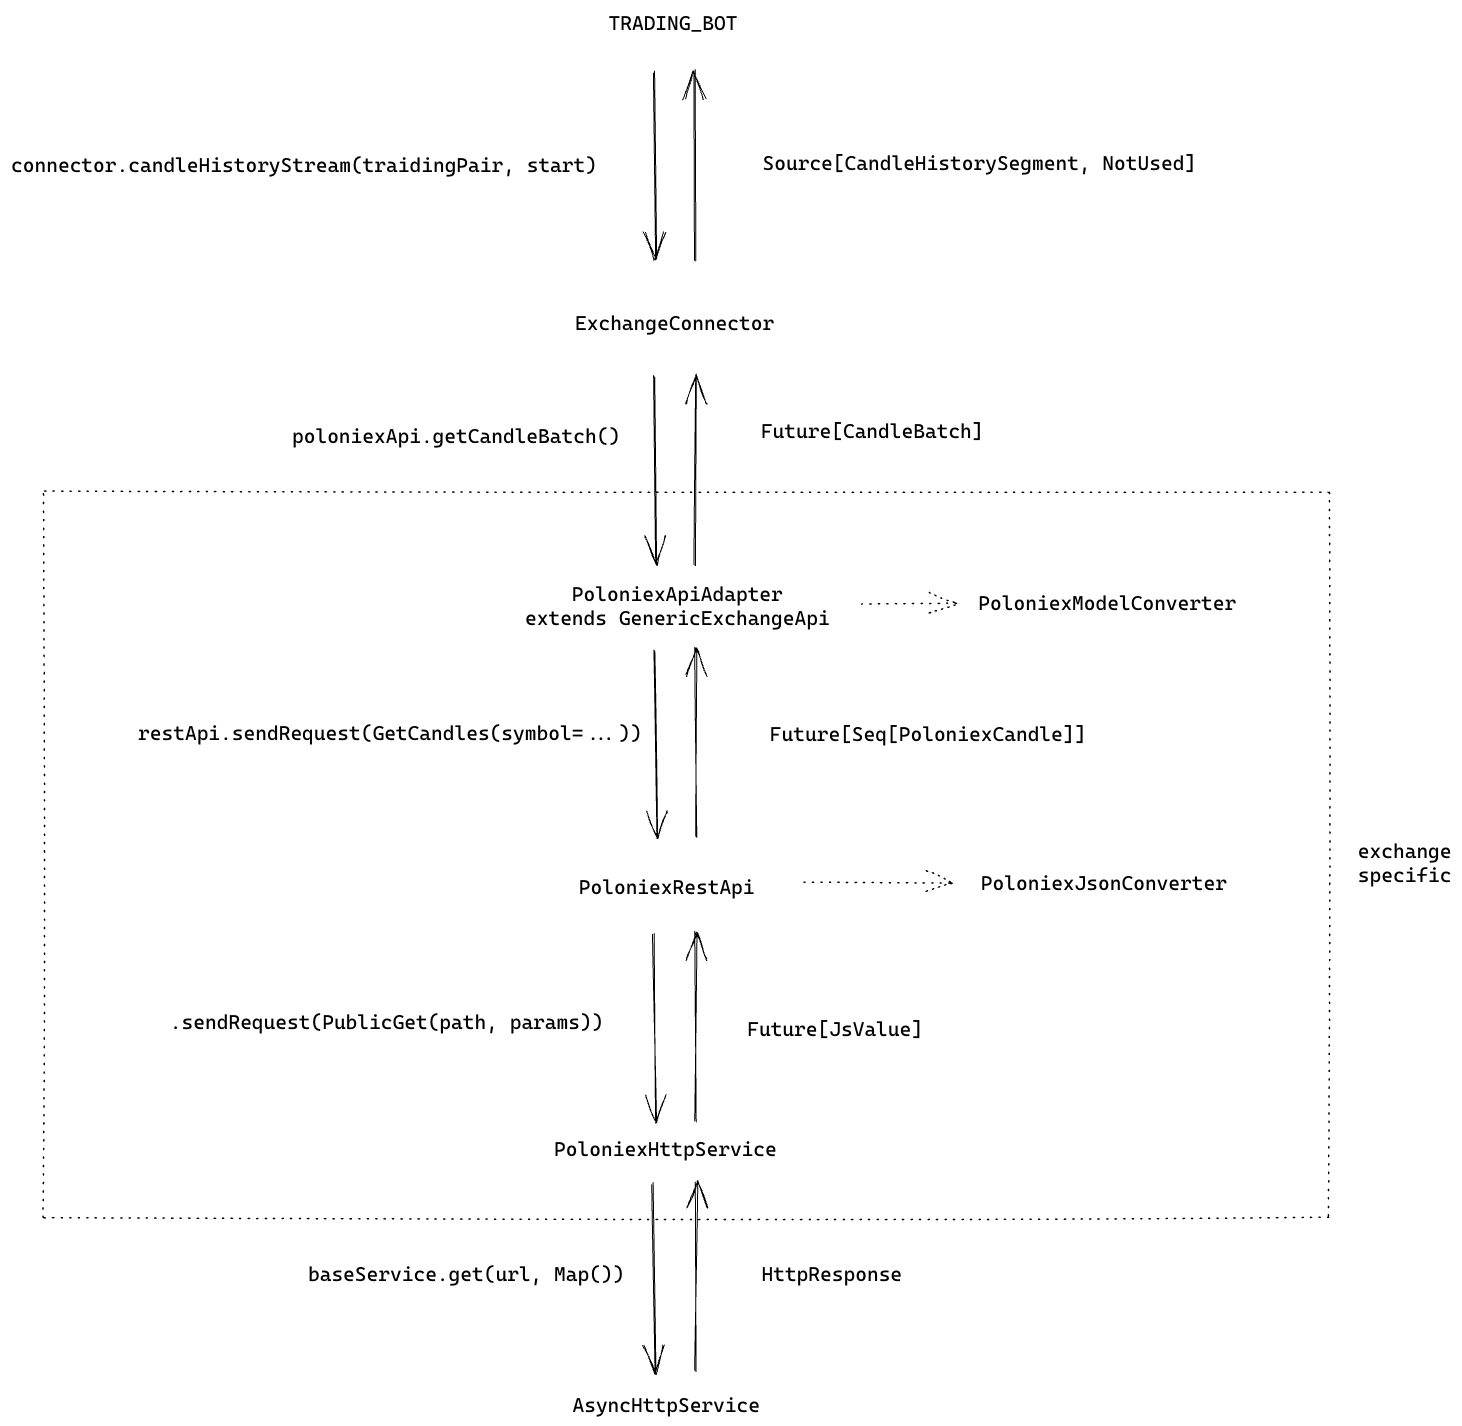 TRADING_BOT
connector.candleHistoryStream(traidingPair, start)
Source[CandleHistorySegment, NotUsed]
ExchangeConnector
poloniexApi.getCandleBatch()
Future[CandleBatch]
PoloniexApiAdapter
extends GenericExchangeApi
PoloniexModelConverter
restApi.sendRequest(GetCandles(symbol=...))
Future[Seq[PoloniexCandle]]
exchange
specific
PoloniexRestApi
PoloniexJsonConverter
.sendRequest(PublicGet(path, params))
Future[JsValue]
PoloniexHttpService
baseService.get(url, Map())
HttpResponse
AsyncHttpService